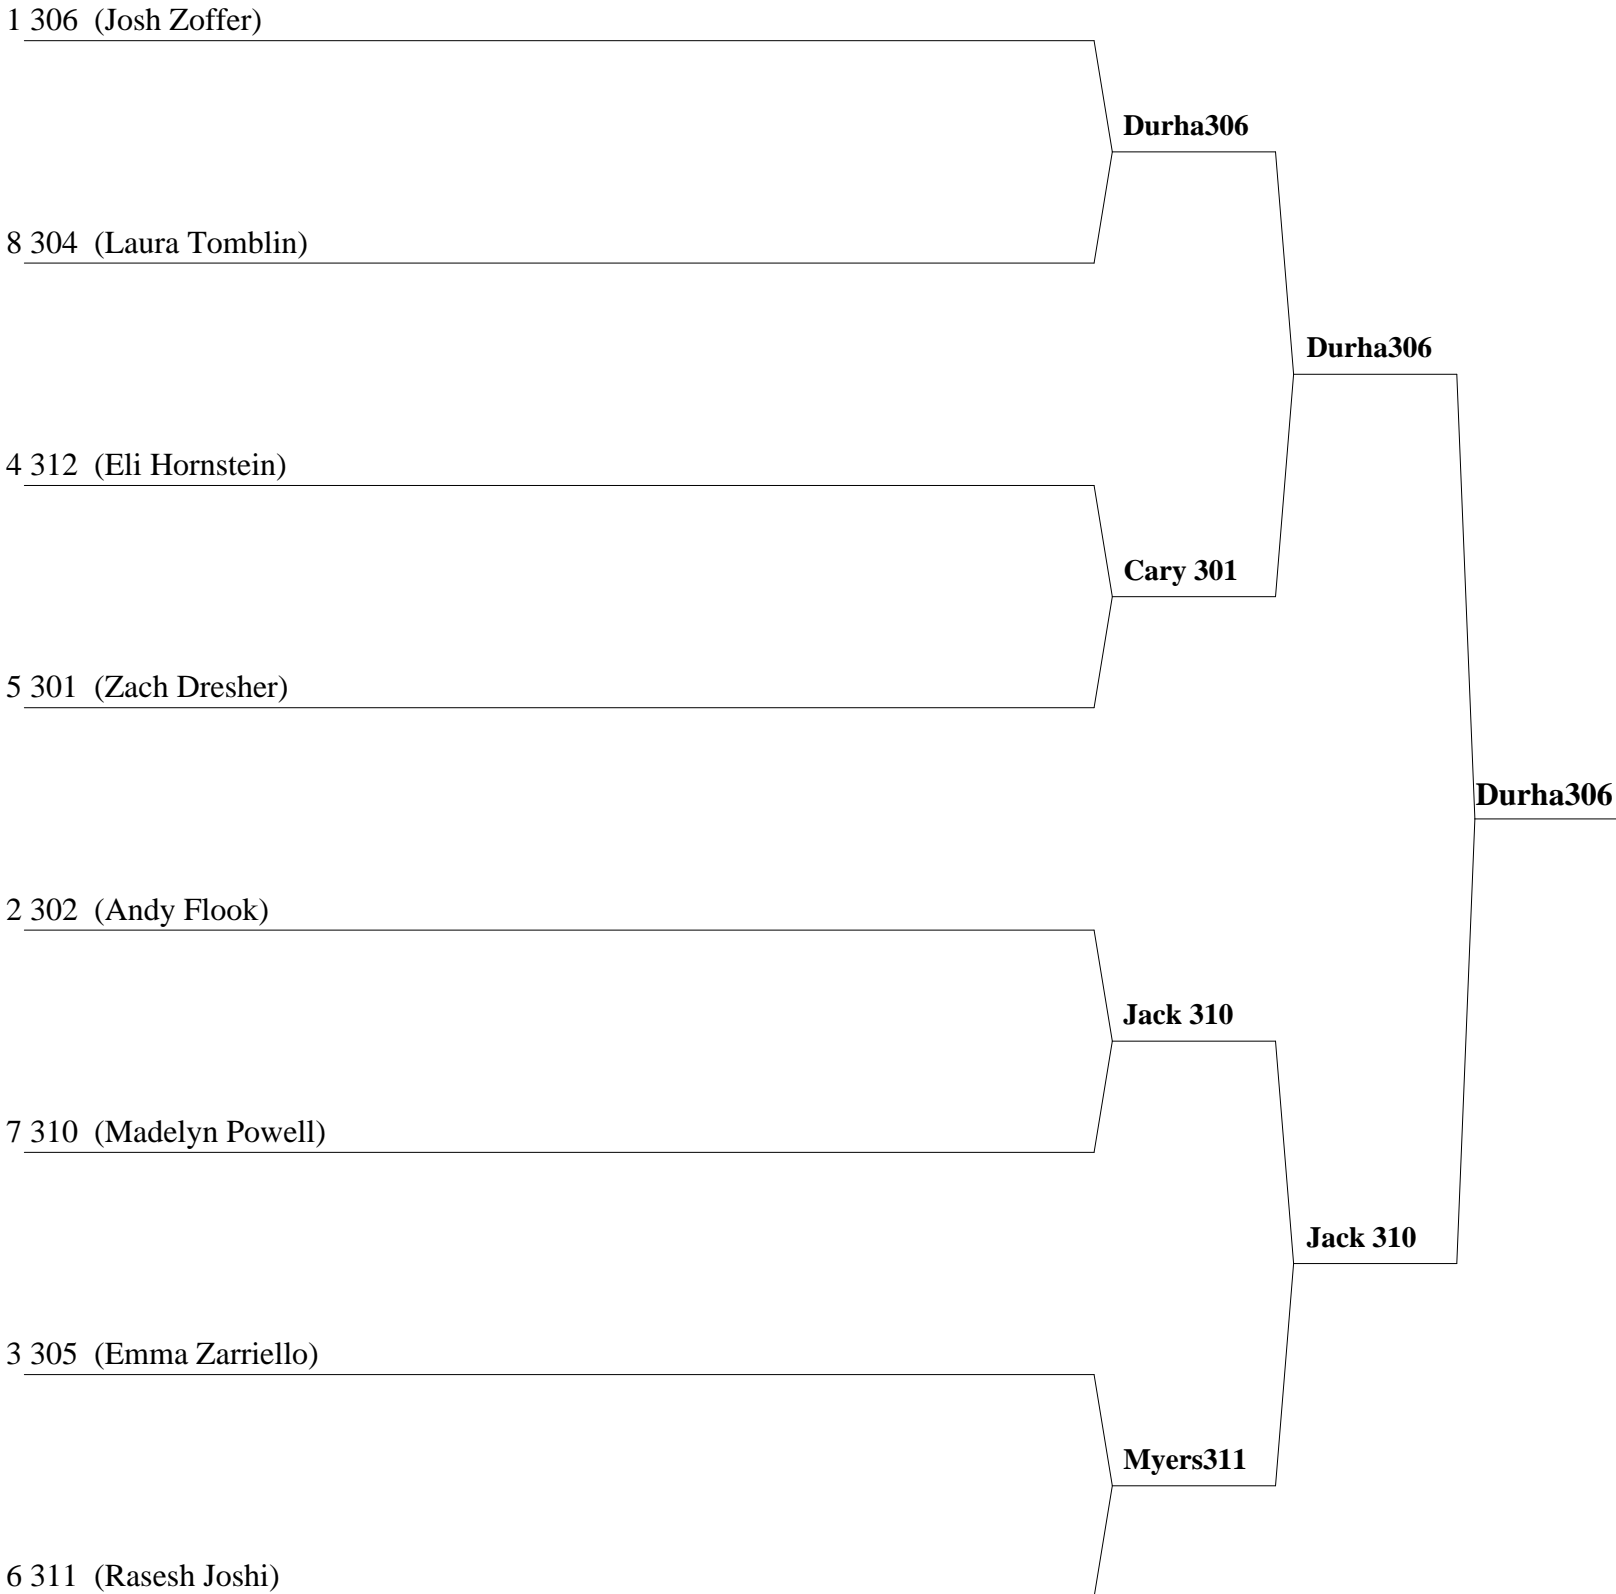 1 306 (Josh Zoffer)
Durha306
8 304 (Laura Tomblin)
Durha306
4 312 (Eli Hornstein)
Cary 301
5 301 (Zach Dresher)
Durha306
2 302 (Andy Flook)
Jack 310
7 310 (Madelyn Powell)
Jack 310
3 305 (Emma Zarriello)
Myers311
6 311 (Rasesh Joshi)